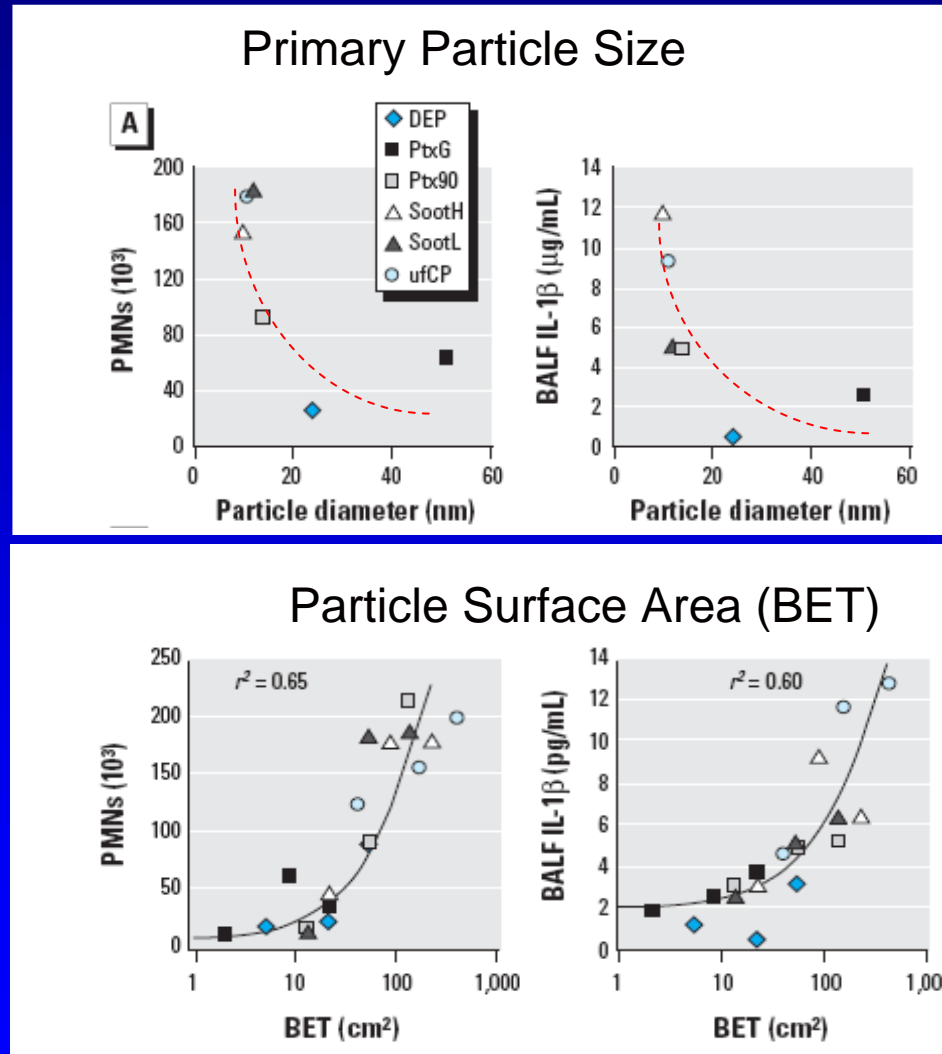 Primary Particle Size
A
DEP
PtxG
Ptx90
SootH
SootL
ufCP
PMNs (10³)
200
160
120
80
40
0
0 20 40 60
Particle diameter (nm)
BALF IL-1β (μg/mL)
14
12
10
8
6
4
2
0
0 20 40 60
Particle diameter (nm)
Particle Surface Area (BET)
PMNs (10³)
250
200
150
100
50
0
r² = 0.65
1 10 100 1,000
BET (cm²)
BALF IL-1β (pg/mL)
14
12
10
8
6
4
2
0
r² = 0.60
1 10 100 1,00
BET (cm²)